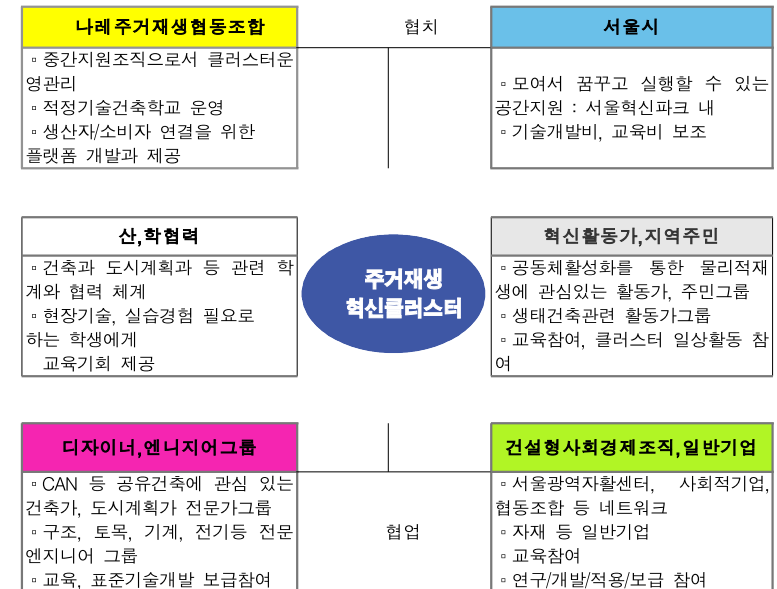 나레주거재생협동조합
▫중간지원조직으로서 클러스터운
영관리
▫적정기술건축학교 운영
▫생산자/소비자 연결을 위한
플랫폼 개발과 제공
협치
서울시
▫모여서 꿈꾸고 실행할 수 있는
공간지원 : 서울혁신파크 내
▫기술개발비, 교육비 보조
산,학협력
▫건축과 도시계획과 등 관련 학
계와 협력 체계
▫현장기술, 실습경험 필요로
하는 학생에게
교육기회 제공
주거재생
혁신클러스터
혁신활동가,지역주민
▫공동체활성화를 통한 물리적재
생에 관심있는 활동가, 주민그룹
▫생태건축관련 활동가그룹
▫교육참여, 클러스터 일상활동 참
여
디자이너,엔니지어그룹
▫CAN 등 공유건축에 관심 있는
건축가, 도시계획가 전문가그룹
▫구조, 토목, 기계, 전기등 전문
엔지니어 그룹
▫교육, 표준기술개발 보급참여
협업
건설형사회경제조직,일반기업
▫서울광역자활센터, 사회적기업,
협동조합 등 네트워크
▫자재 등 일반기업
▫교육참여
▫연구/개발/적용/보급 참여